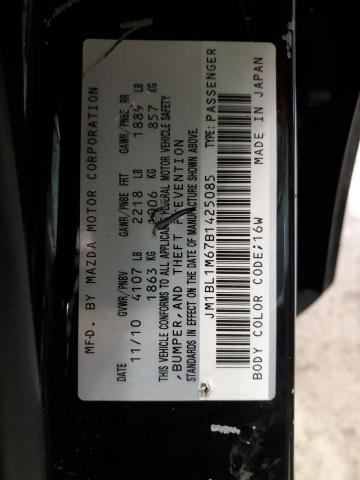 MFD. BY MAZDA MOTOR CORPORATION
DATE GVWR/PNBV GAWR/PNBE FRT GAWR/PNBE RR
11/10 4107 LB 2218 LB 1889 LB
1863 KG 1006 KG 857 KG
THIS VEHICLE CONFORMS TO ALL APPLICABLE FEDERAL MOTOR VEHICLE SAFETY
,BUMPER, AND THEFT PREVENTION
STANDARDS IN EFFECT ON THE DATE OF MANUFACTURE SHOWN ABOVE.
JM1BL1M67B1425085 TYPE: PASSENGER
BODY COLOR CODE;16W MADE IN JAPAN